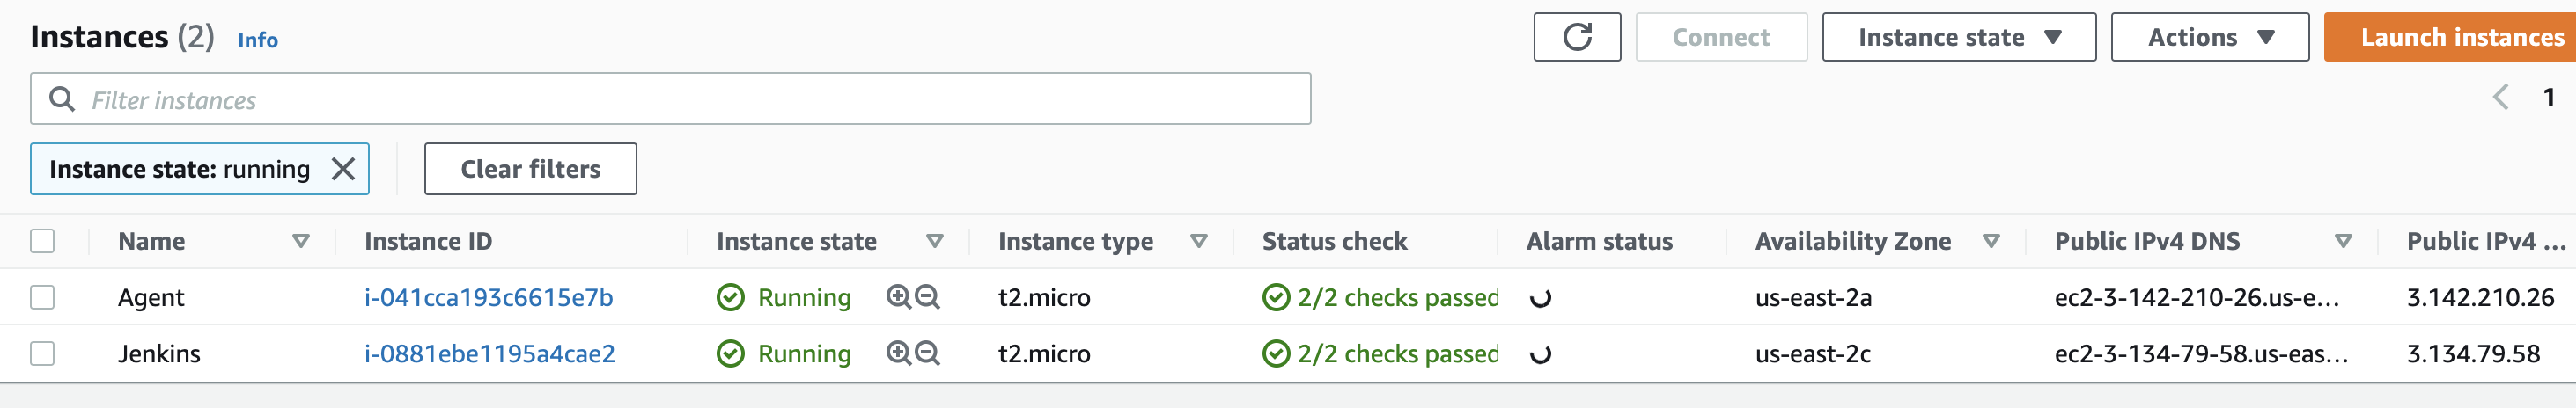 Instances (2) Info
Connect
Instance state
Actions
Launch instances
Filter instances
1
Instance state: running
Clear filters
Name Instance ID Instance state Instance type Status check Alarm status Availability Zone Public IPv4 DNS Public IPv4 ...
Agent i-041cca193c6615e7b Running t2.micro 2/2 checks passed us-east-2a ec2-3-142-210-26.us-e... 3.142.210.26
Jenkins i-0881ebe1195a4cae2 Running t2.micro 2/2 checks passed us-east-2c ec2-3-134-79-58.us-eas... 3.134.79.58